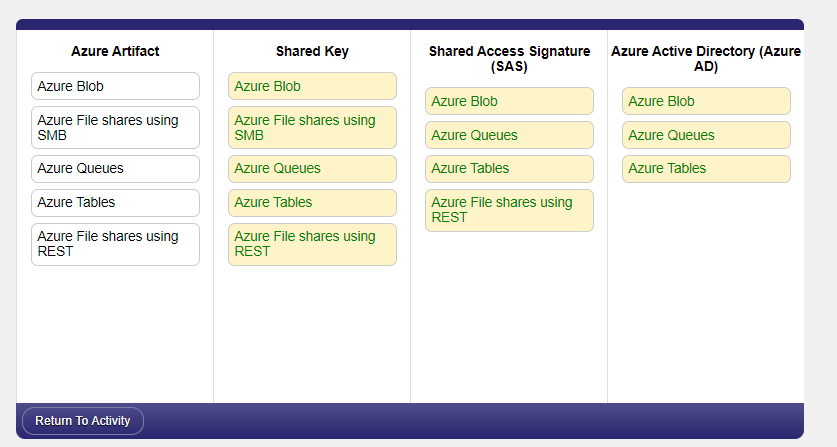 Azure Artifact
Azure Blob
Azure File shares using
SMB
Azure Queues
Azure Tables
Azure File shares using
REST
Shared Key
Azure Blob
Azure File shares using
SMB
Azure Queues
Azure Tables
Azure File shares using
REST
Shared Access Signature
(SAS)
Azure Blob
Azure Queues
Azure Tables
Azure File shares using
REST
Azure Active Directory (Azure
AD)
Azure Blob
Azure Queues
Azure Tables
Return To Activity